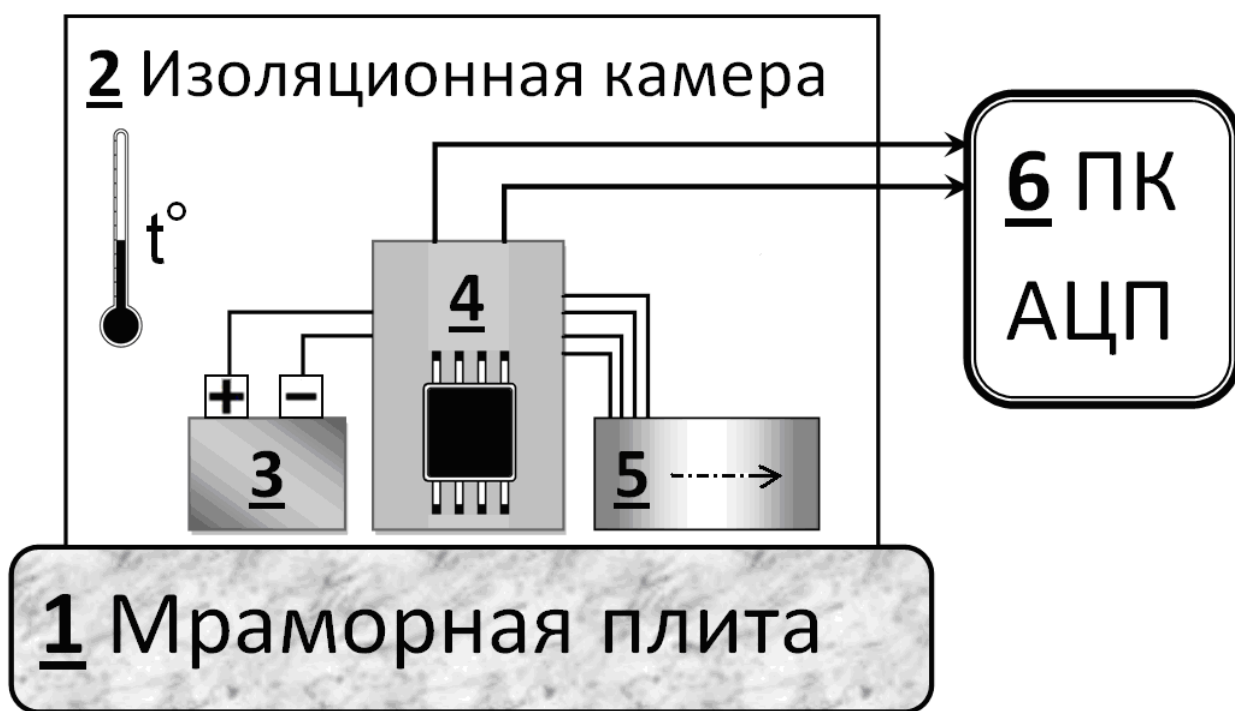 2 Изоляционная камера
t°
6 ПК
АЦП
4
+ −
3
5
1 Мраморная плита